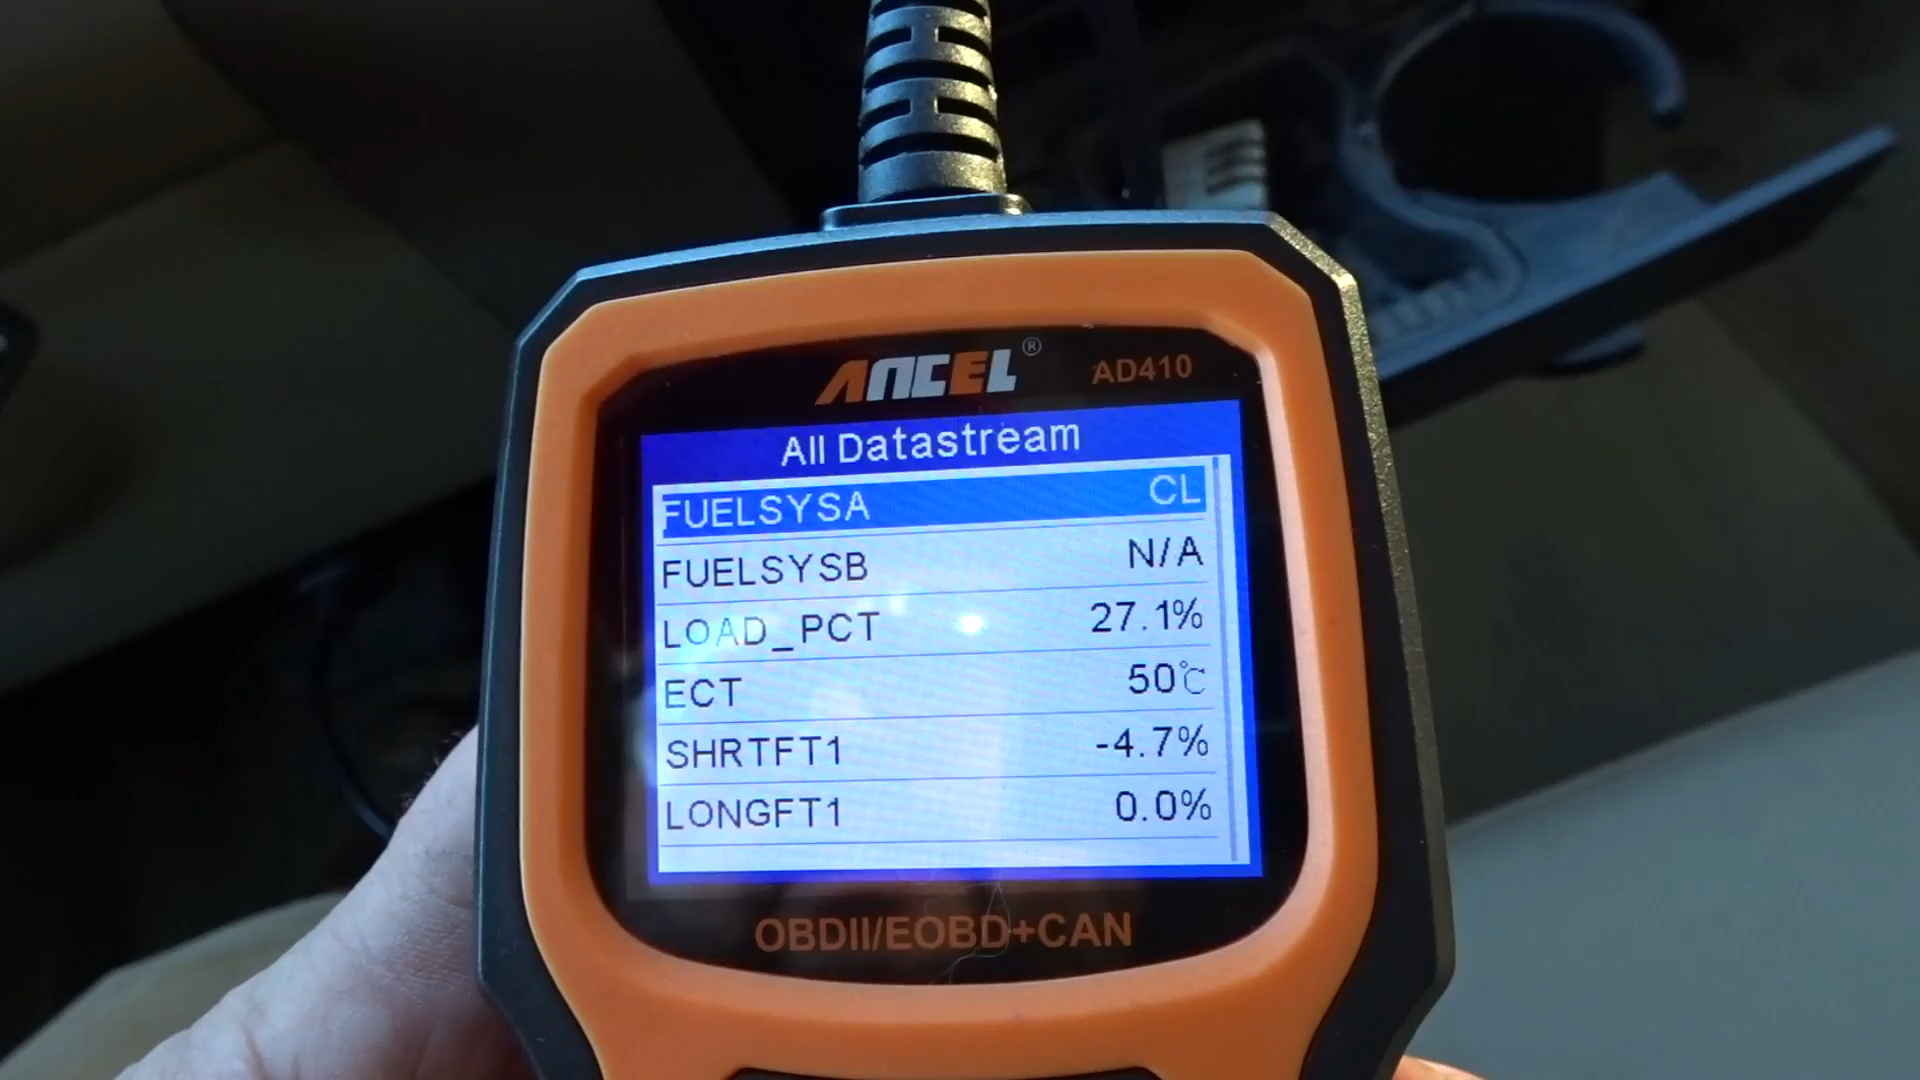 ANCEL® AD410
All Datastream
FUELSYSA CL
FUELSYSB N/A
LOAD_PCT 27.1%
ECT 50℃
SHRTFT1 -4.7%
LONGFT1 0.0%
OBDII/EOBD+CAN